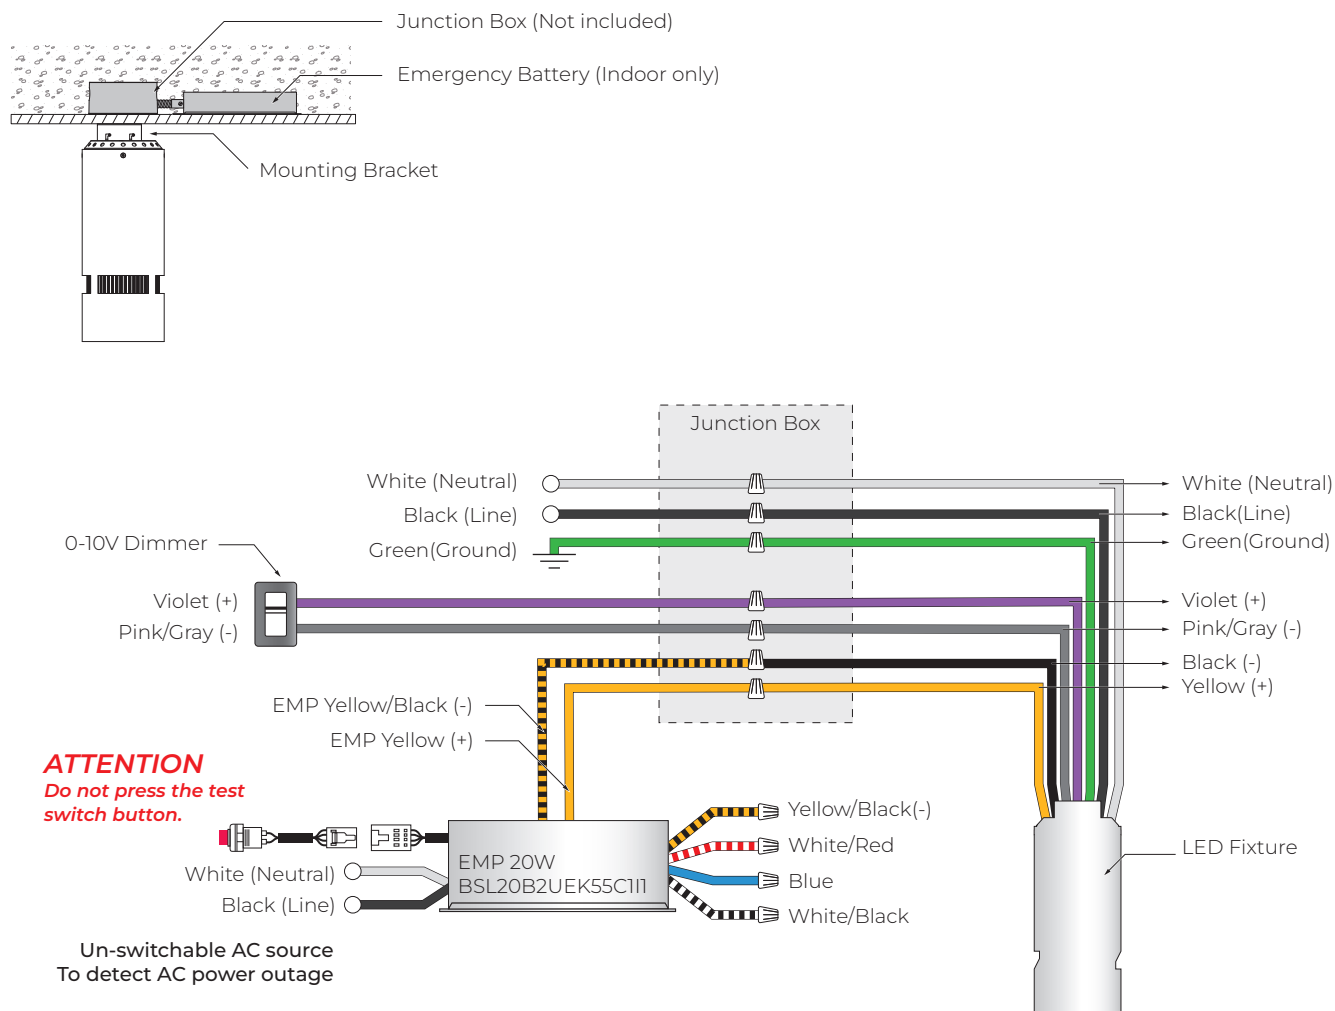 Junction Box (Not included)
Emergency Battery (Indoor only)
Mounting Bracket
Junction Box
White (Neutral)
White (Neutral)
Black (Line)
Black(Line)
Green(Ground)
Green(Ground)
0-10V Dimmer
Violet (+)
Violet (+)
Pink/Gray (-)
Pink/Gray (-)
Black (-)
Yellow (+)
EMP Yellow/Black (-)
EMP Yellow (+)
ATTENTION
Do not press the test
switch button.
Yellow/Black(-)
White/Red
Blue
White/Black
EMP 20W
BSL20B2UEK55C1I1
White (Neutral)
Black (Line)
LED Fixture
Un-switchable AC source
To detect AC power outage